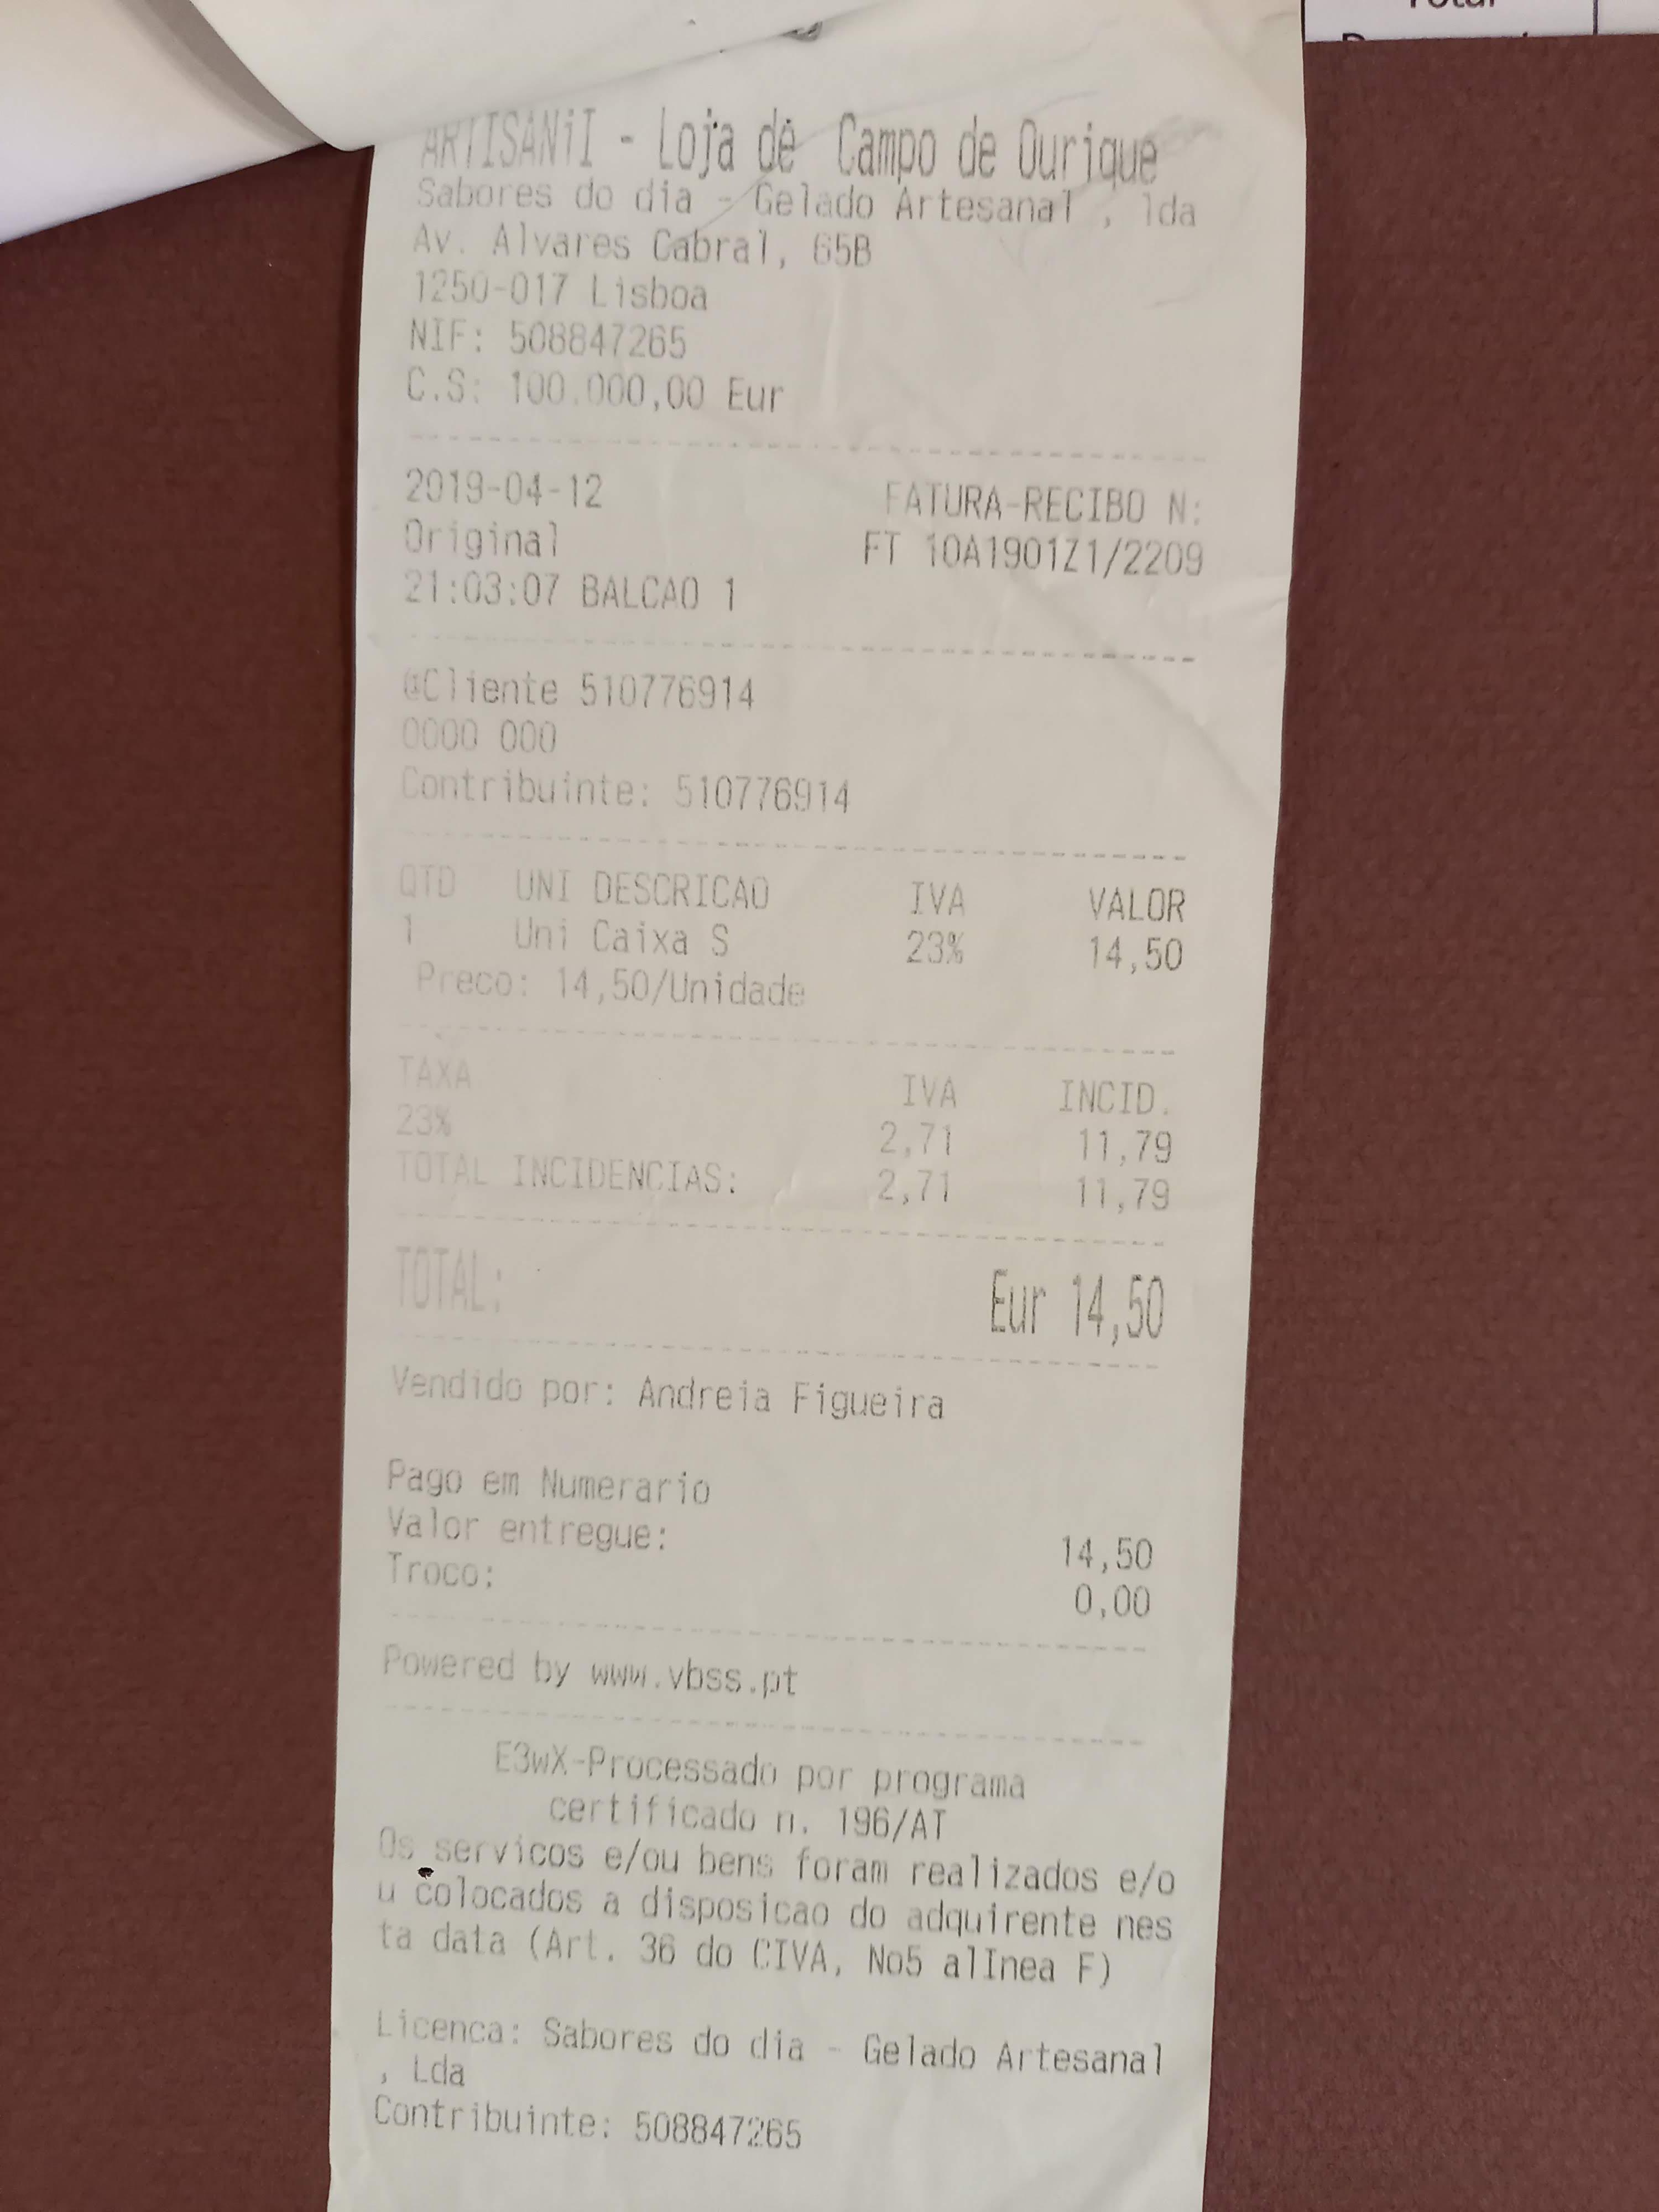 Total
ARTISANiI - Loja de Campo de Ourique
Sabores do dia - Gelado Artesanal , lda
Av. Alvares Cabral, 65B
1250-017 Lisboa
NIF: 508847265
C.S: 100.000,00 Eur
2019-04-12 FATURA-RECIBO N:
Original FT 10A1901Z1/2209
21:03:07 BALCAO 1
@Cliente 510776914
0000 000
Contribuinte: 510776914
QTD UNI DESCRICAO IVA VALOR
1 Uni Caixa S 23% 14,50
Preco: 14,50/Unidade
TAXA IVA INCID.
23% 2,71 11,79
TOTAL INCIDENCIAS: 2,71 11,79
TOTAL: Eur 14,50
Vendido por: Andreia Figueira
Pago em Numerario
Valor entregue: 14,50
Troco: 0,00
Powered by www.vbss.pt
E3wX-Processado por programa
certificado n. 196/AT
Os servicos e/ou bens foram realizados e/o
u colocados a disposicao do adquirente nes
ta data (Art. 36 do CIVA, No5 alInea F)
Licenca: Sabores do dia - Gelado Artesanal
, Lda
Contribuinte: 508847265